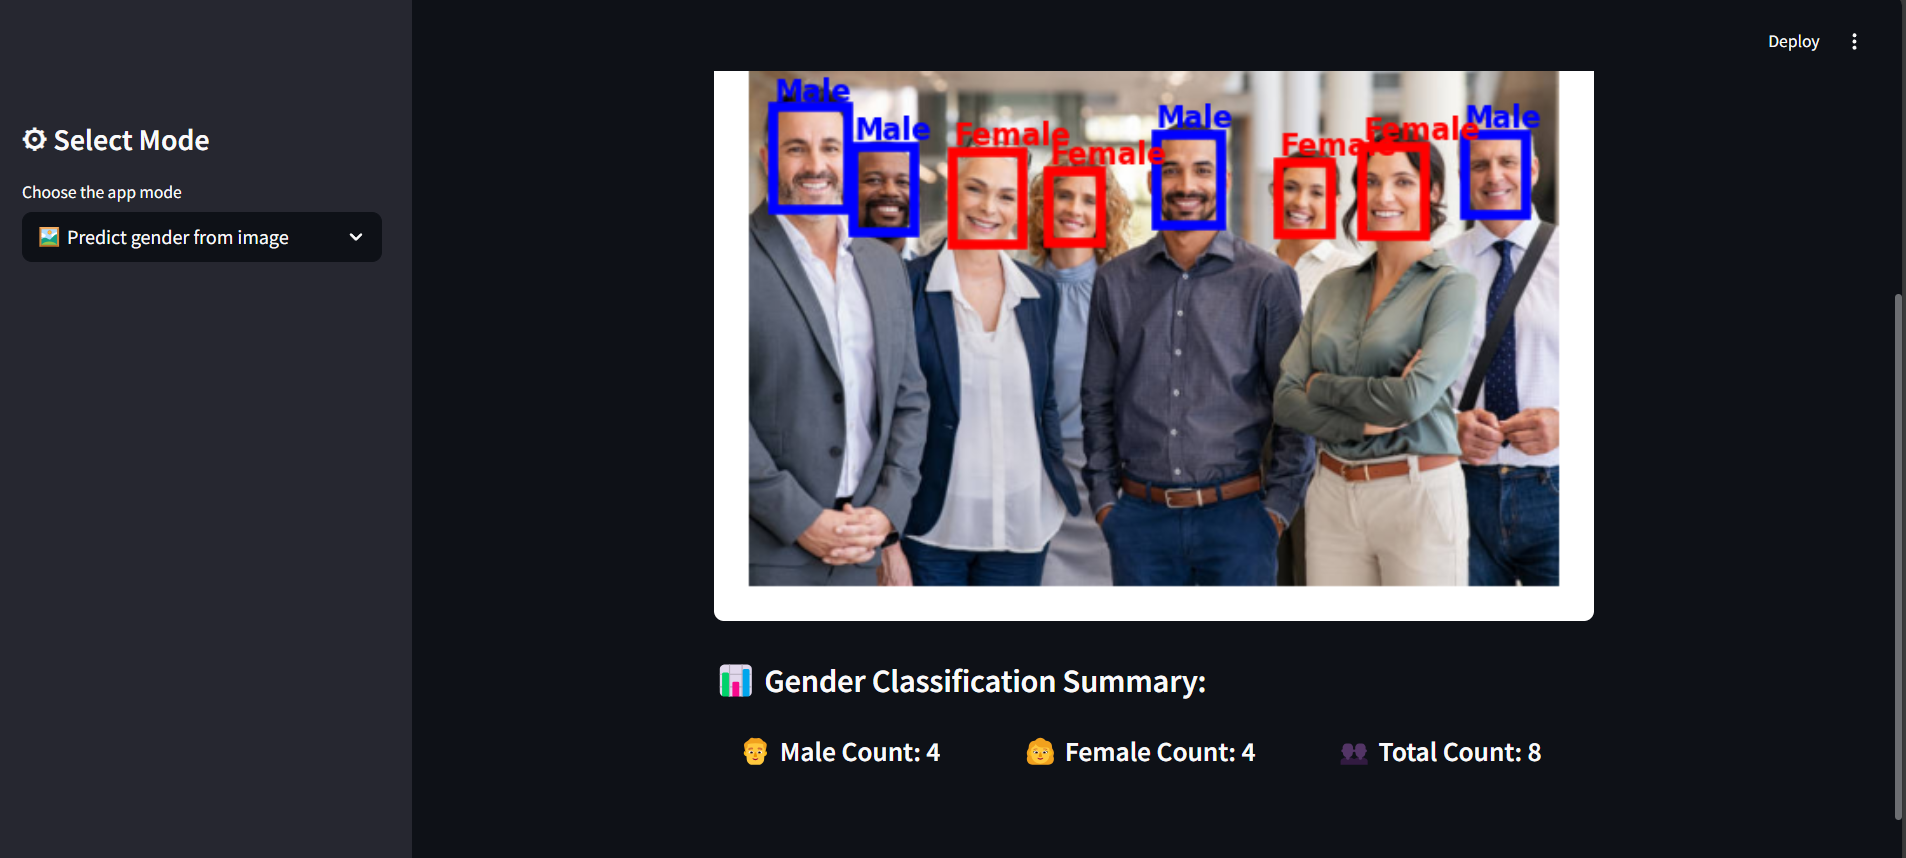 Deploy
Select Mode
Choose the app mode
Predict gender from image
Male
Male
Female
Female
Male
Female
Female
Male
Gender Classification Summary:
Male Count: 4
Female Count: 4
Total Count: 8